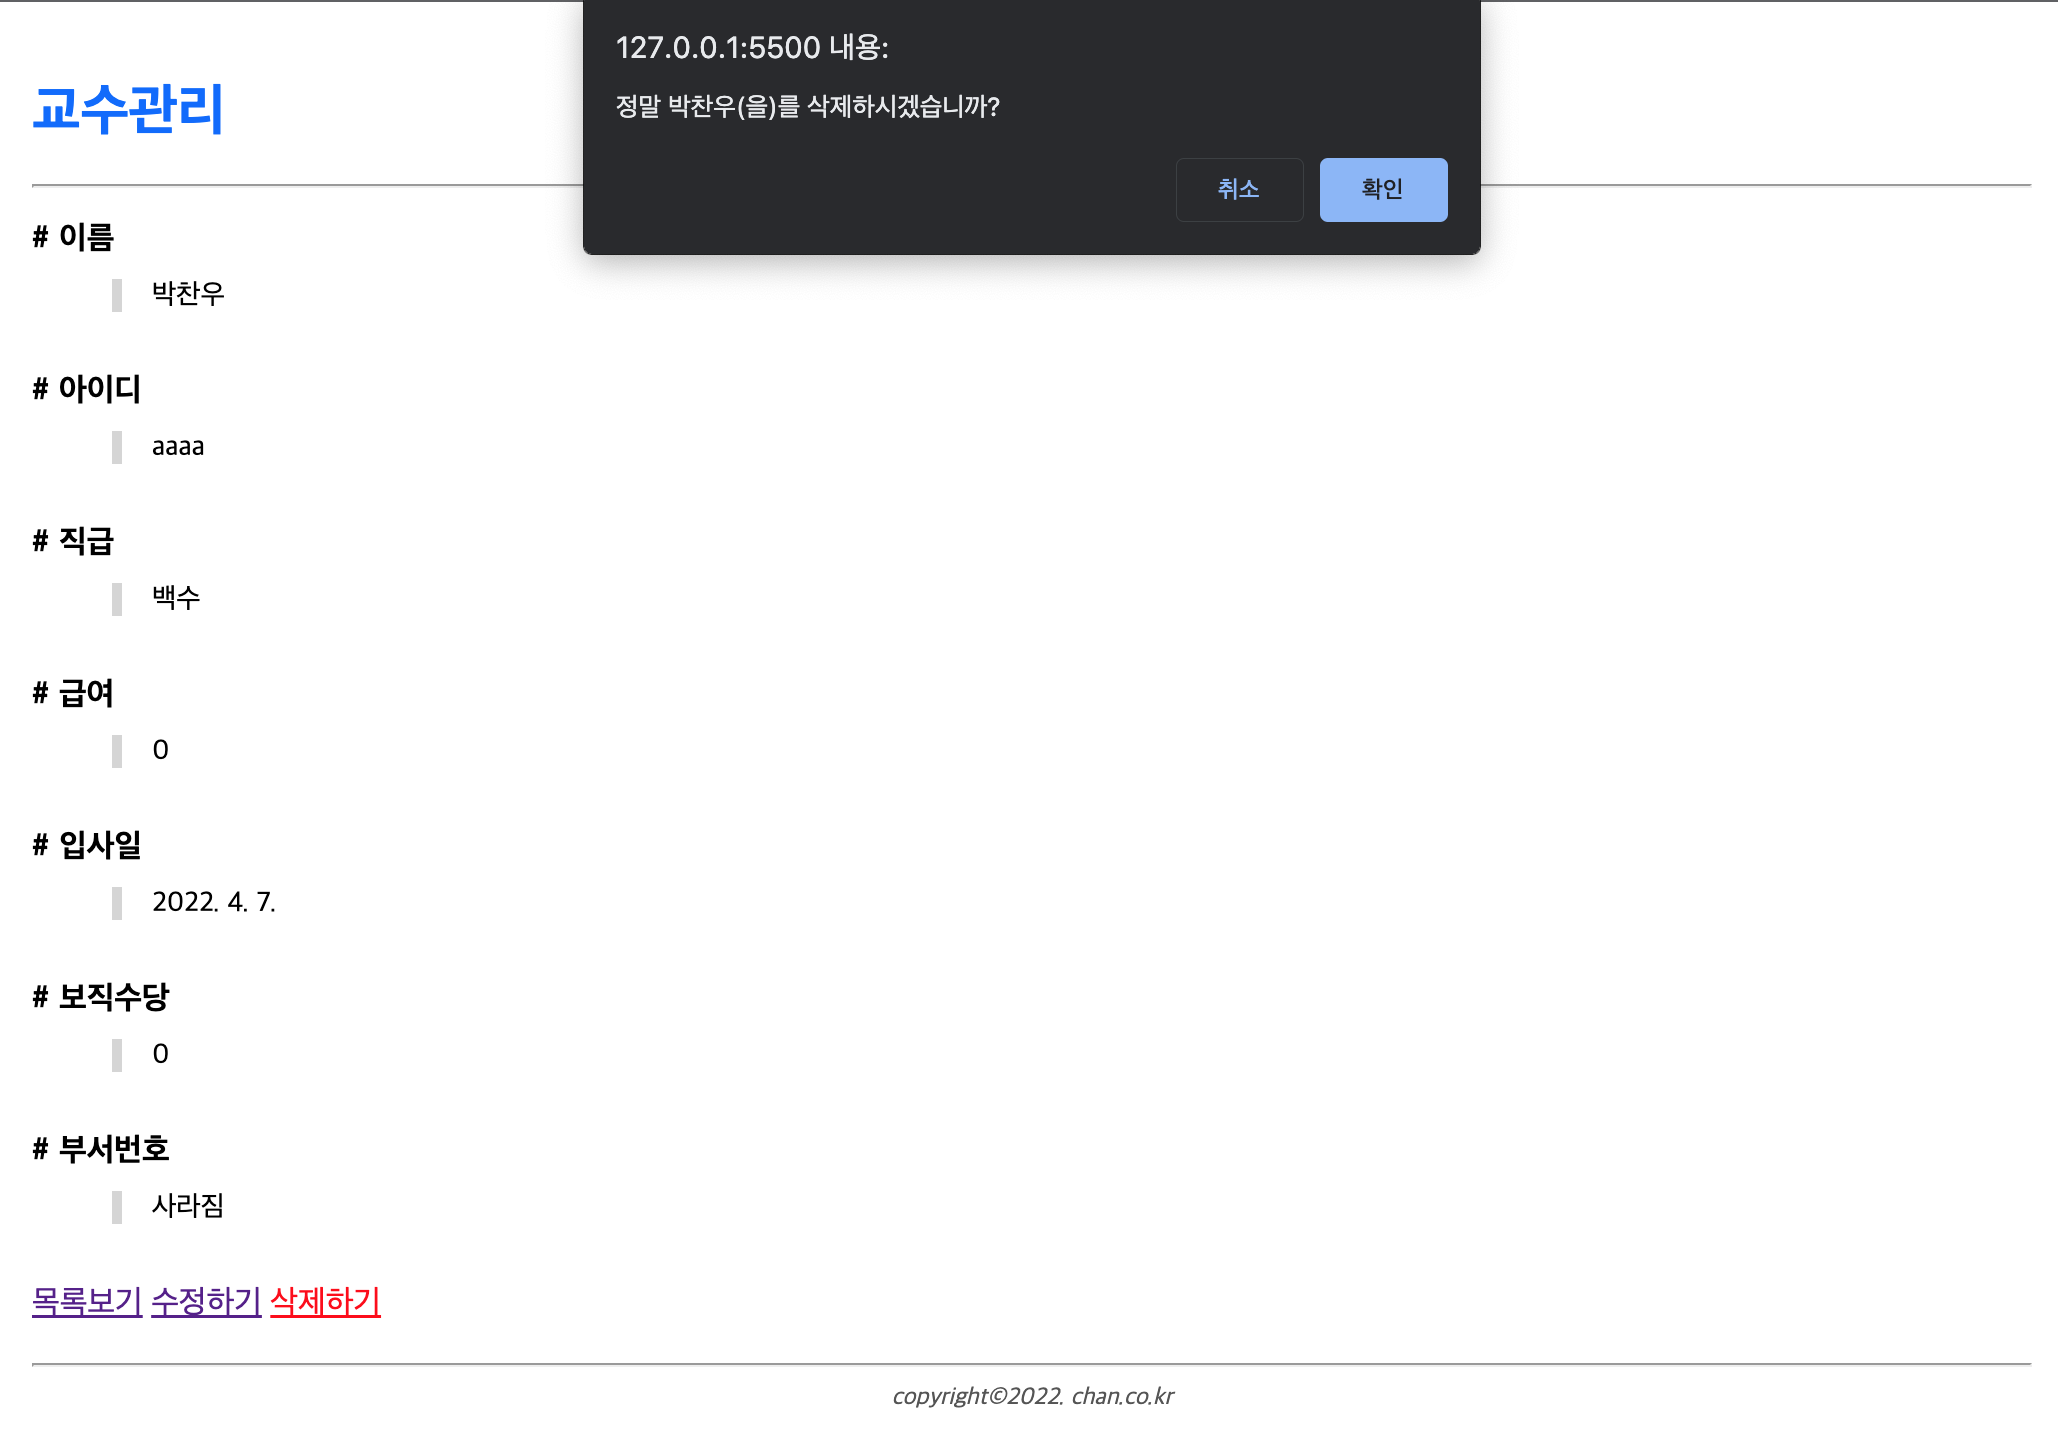 127.0.0.1:5500 내용:
정말 박찬우(을)를 삭제하시겠습니까?
취소 확인
교수관리
# 이름
박찬우
# 아이디
aaaa
# 직급
백수
# 급여
0
# 입사일
2022. 4. 7.
# 보직수당
0
# 부서번호
사라짐
목록보기 수정하기 삭제하기
copyright©2022. chan.co.kr